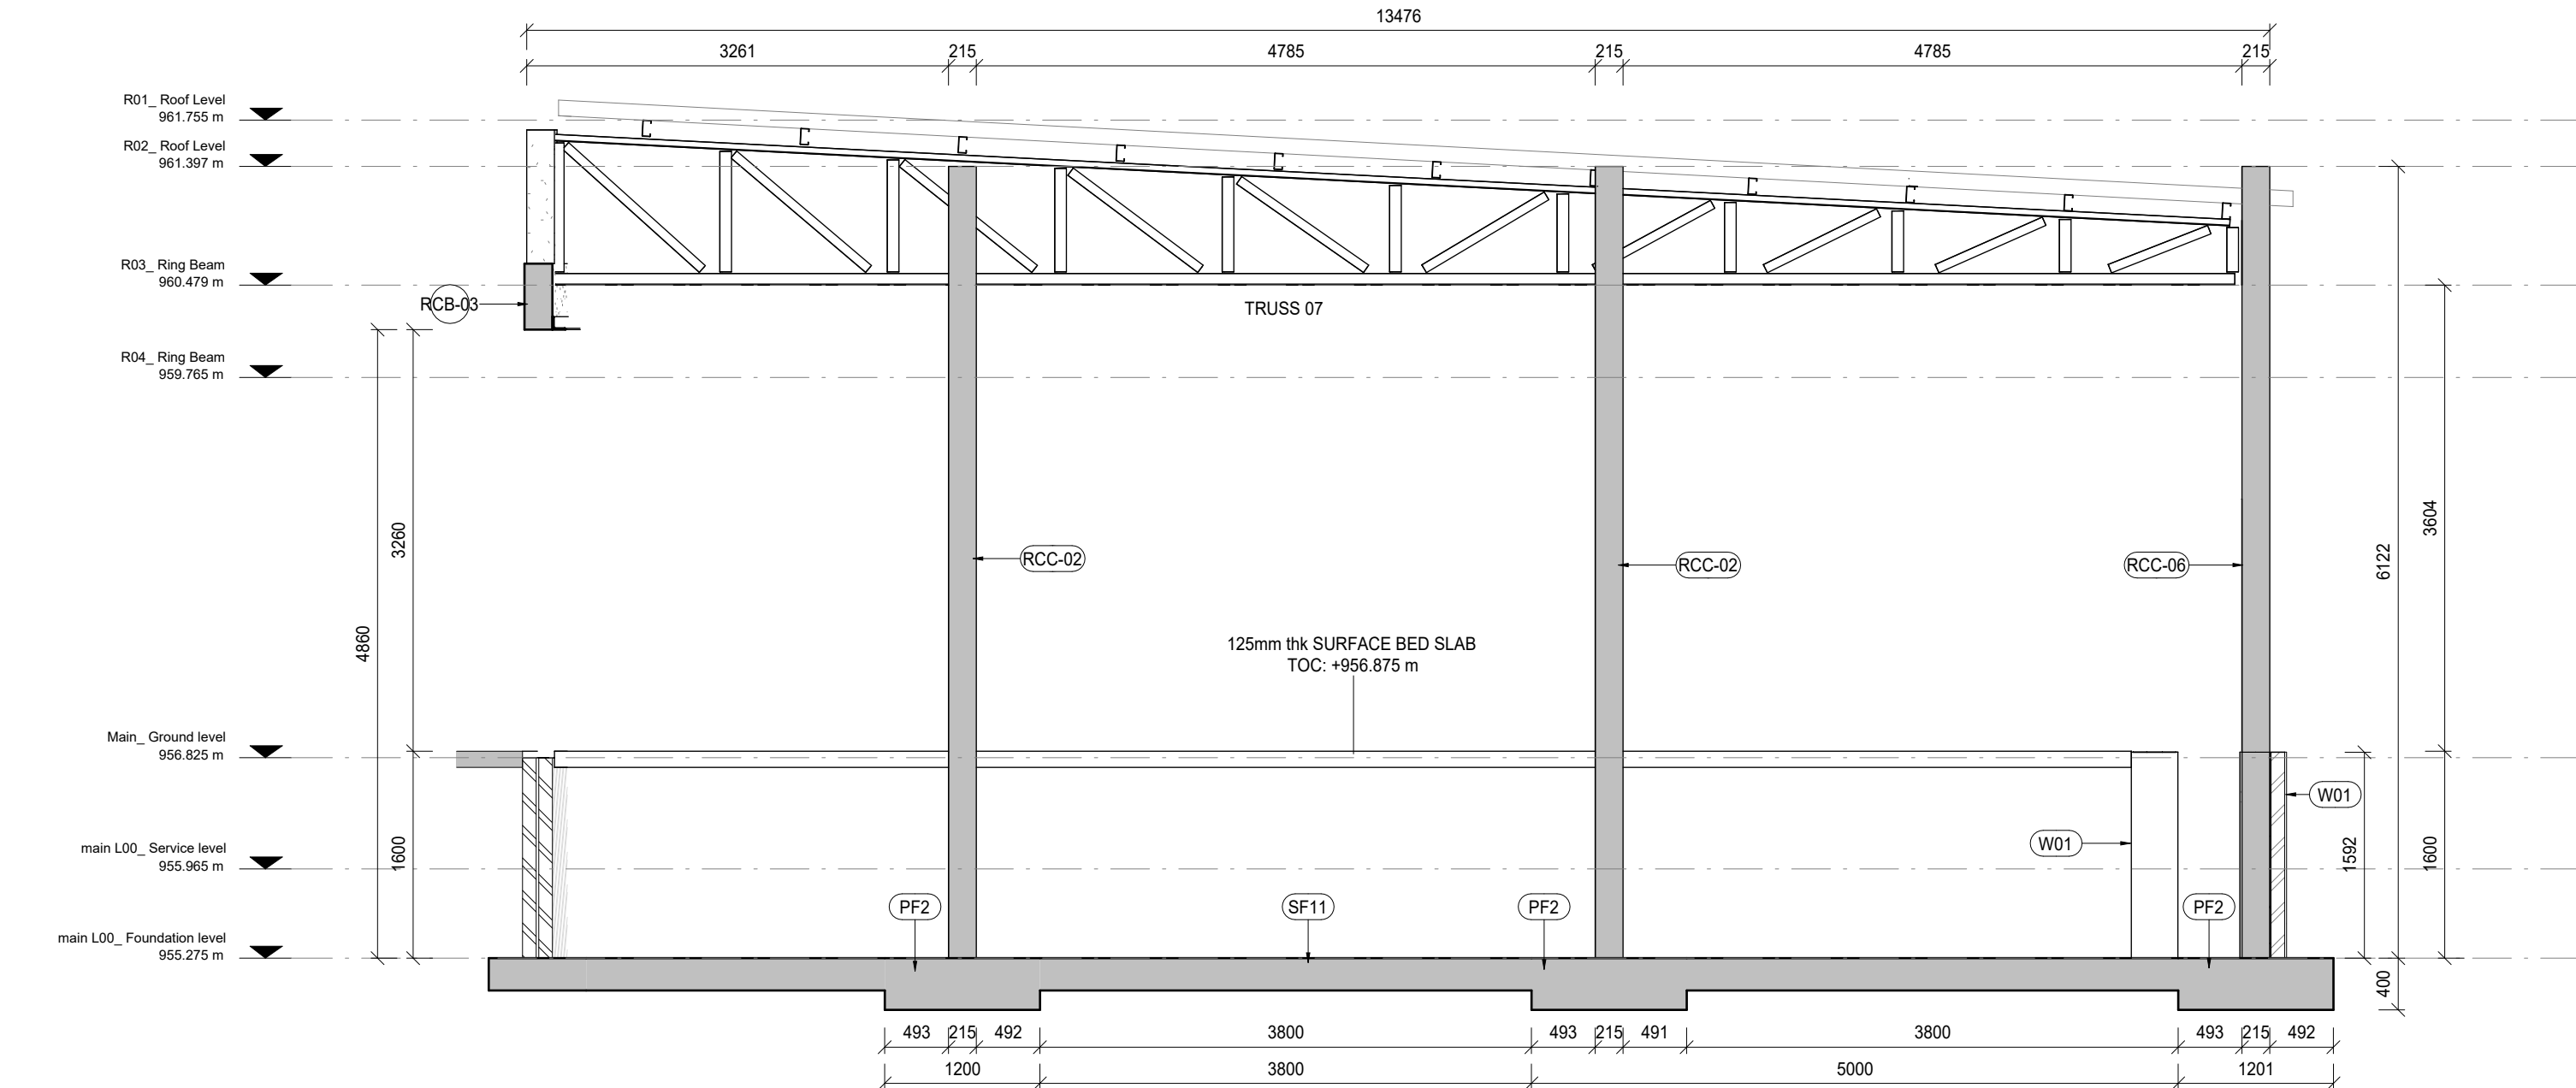 13476
3261 215 4785 215 4785 215
R01_ Roof Level
961.755 m
R02_ Roof Level
961.397 m
R03_ Ring Beam
960.479 m
RCB-03
TRUSS 07
R04_ Ring Beam
959.765 m
3260
3604
6122
RCC-02
RCC-02
RCC-06
4860
125mm thk SURFACE BED SLAB
TOC: +956.875 m
Main_ Ground level
956.825 m
W01
W01
1600
1592
1600
main L00_ Service level
955.965 m
PF2
SF11
PF2
PF2
main L00_ Foundation level
955.275 m
400
493 215 492 3800 493 215 491 3800 493 215 492
1200 3800 5000 1201